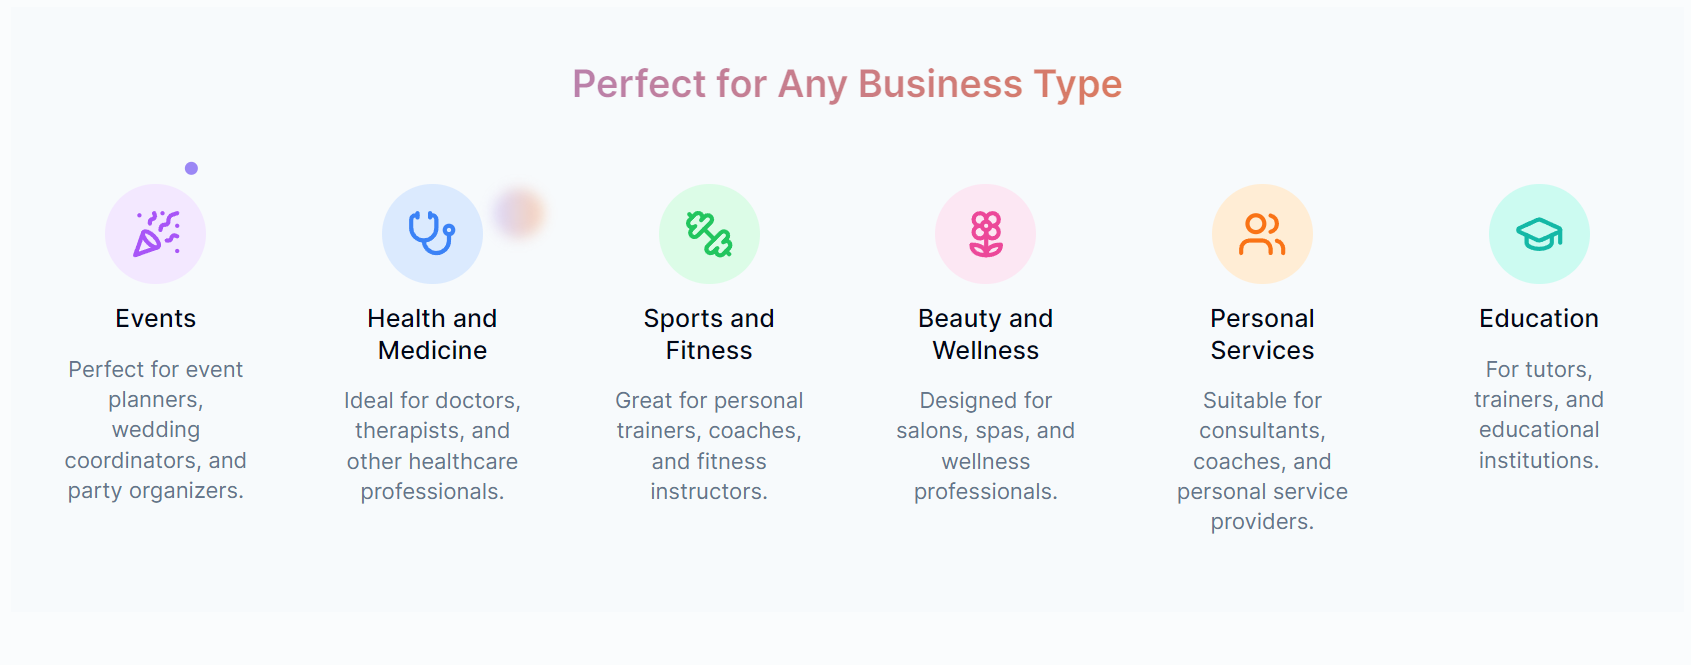 Perfect for Any Business Type
Events
Perfect for event
planners,
wedding
coordinators, and
party organizers.
Health and
Medicine
Ideal for doctors,
therapists, and
other healthcare
professionals.
Sports and
Fitness
Great for personal
trainers, coaches,
and fitness
instructors.
Beauty and
Wellness
Designed for
salons, spas, and
wellness
professionals.
Personal
Services
Suitable for
consultants,
coaches, and
personal service
providers.
Education
For tutors,
trainers, and
educational
institutions.